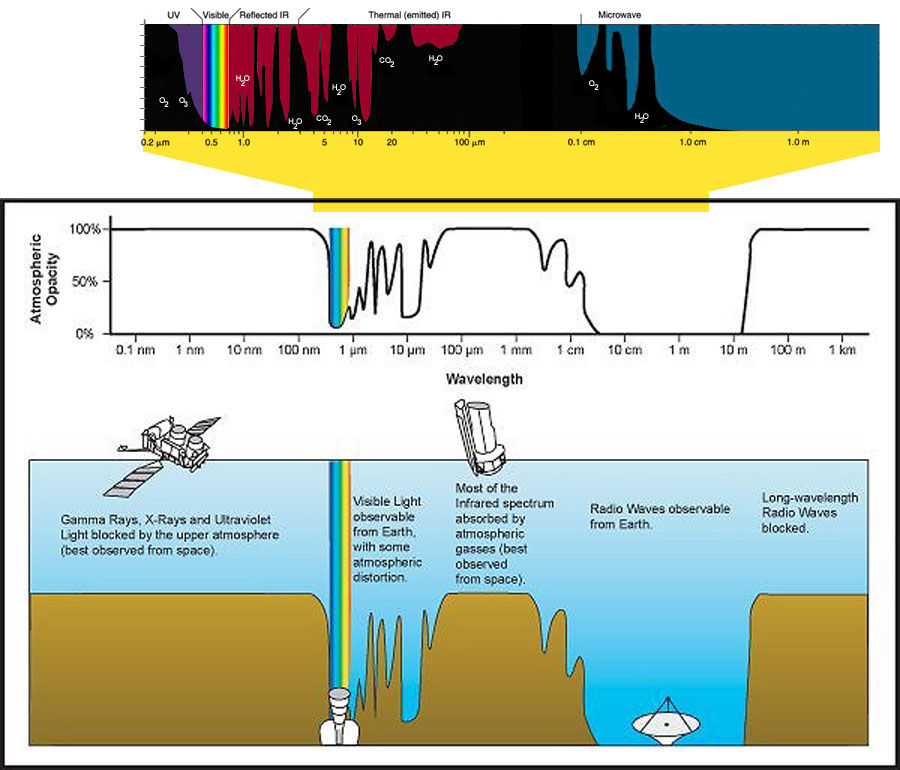 UV Visible Reflected IR Thermal (emitted) IR Microwave
H₂O
CO₂
H₂O
H₂O
O₂
O₂
O₃
H₂O
CO₂
O₃
H₂O
0.2 µm 0.5 1.0 5 10 20 100 µm 0.1 cm 1.0 cm 1.0 m
Atmospheric
Opacity
100%
50%
0%
0.1 nm 1 nm 10 nm 100 nm 1 µm 10 µm 100 µm 1 mm 1 cm 10 cm 1 m 10 m 100 m 1 km
Wavelength
Gamma Rays, X-Rays and Ultraviolet
Light blocked by the upper atmosphere
(best observed from space).
Visible Light
observable
from Earth,
with some
atmospheric
distortion.
Most of the
Infrared spectrum
absorbed by
atmospheric
gasses (best
observed
from space).
Radio Waves observable
from Earth.
Long-wavelength
Radio Waves
blocked.